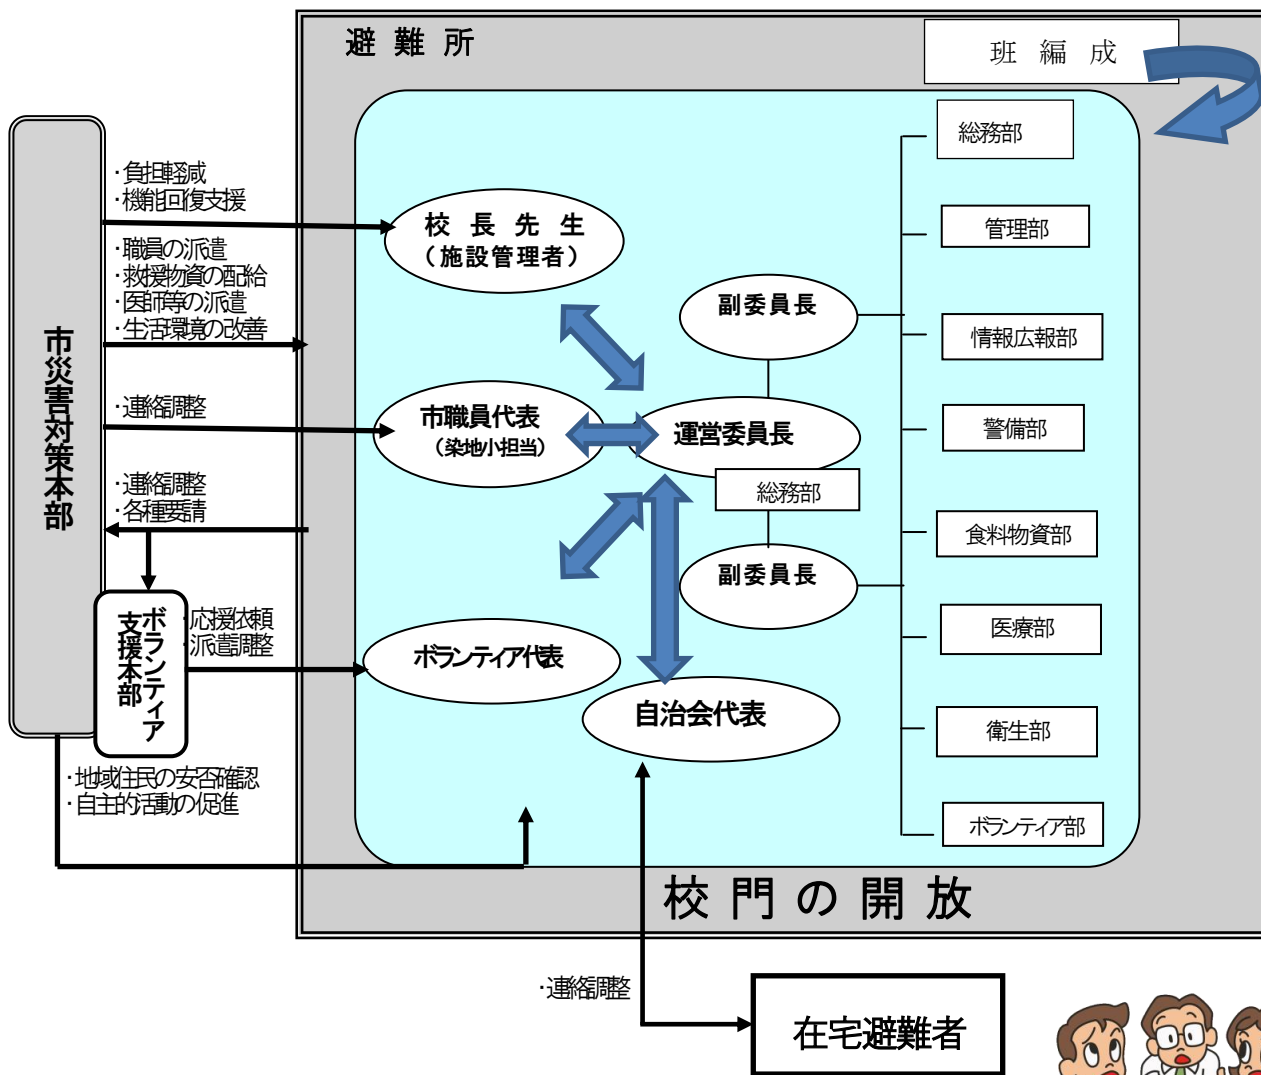 避難所
班編成
総務部
・負担軽減
・機能回復支援
校長先生
（施設管理者）
管理部
・職員の派遣
・救援物資の配給
・医師等の派遣
・生活環境の改善
副委員長
情報広報部
市災害対策本部
・連絡調整
市職員代表
（染地小担当）
運営委員長
警備部
・連絡調整
・各種要請
総務部
食料物資部
副委員長
ボランティア
支援本部
・応援依頼
・派遣調整
ボランティア代表
医療部
自治会代表
衛生部
・地域住民の安否確認
・自主的活動の促進
ボランティア部
校門の開放
・連絡調整
在宅避難者